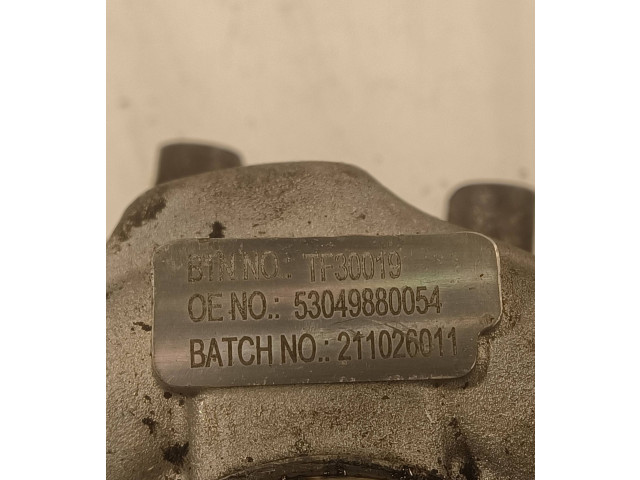 BTN NO.: TF30019
OE NO.: 53049880054
BATCH NO.: 211026011